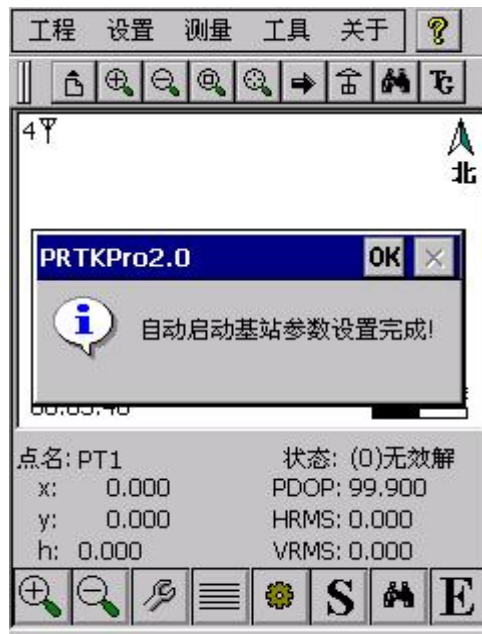 工程 设置 测量 工具 关于 ?
TG
4
北
PRTKPro2.0 OK
自动启动基站参数设置完成!
点名: PT1 状态: (0)无效解
x: 0.000 PDOP: 99.900
y: 0.000 HRMS: 0.000
h: 0.000 VRMS: 0.000
S E